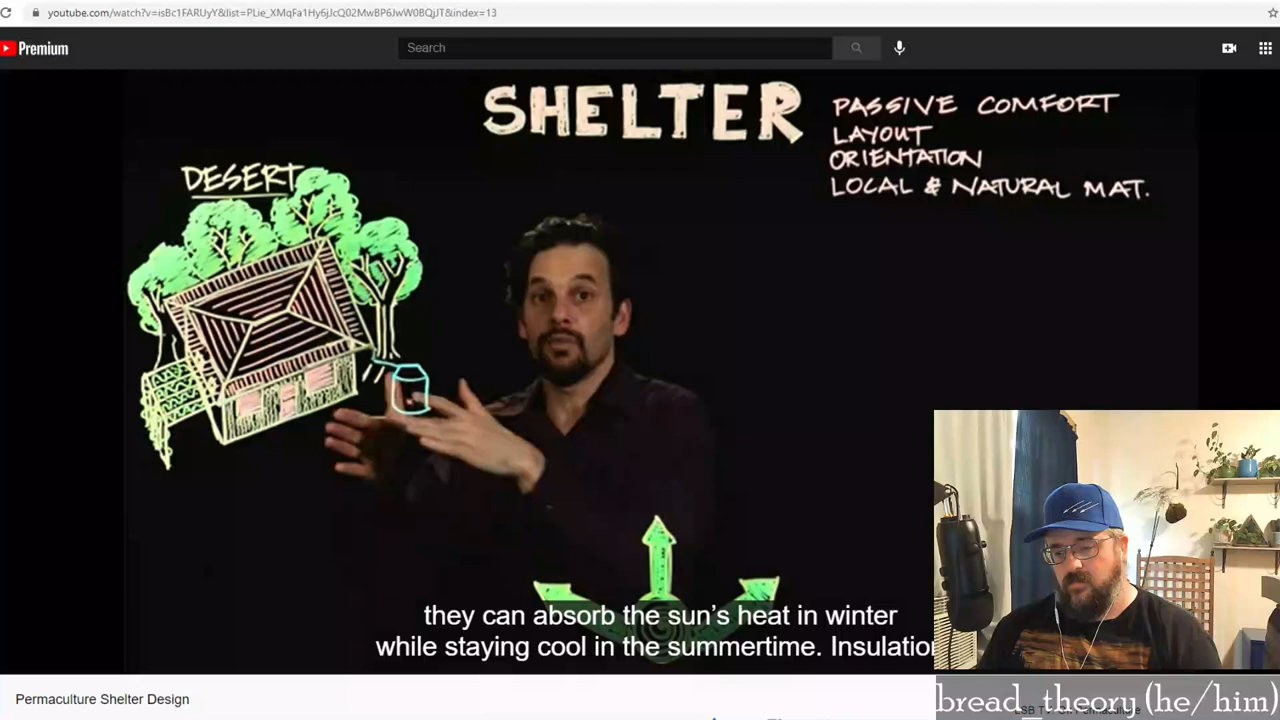 youtube.com/watch?v=isBc1FARUyY&list=PLie_XMqFa1Hy6jJcQ02MwBP6JwW0BQJT&index=13
Premium
Search
SHELTER
PASSIVE COMFORT
LAYOUT
ORIENTATION
LOCAL & NATURAL MAT.
DESERT
they can absorb the sun's heat in winter
while staying cool in the summertime. Insulation
Permaculture Shelter Design
bread_theory (he/him)